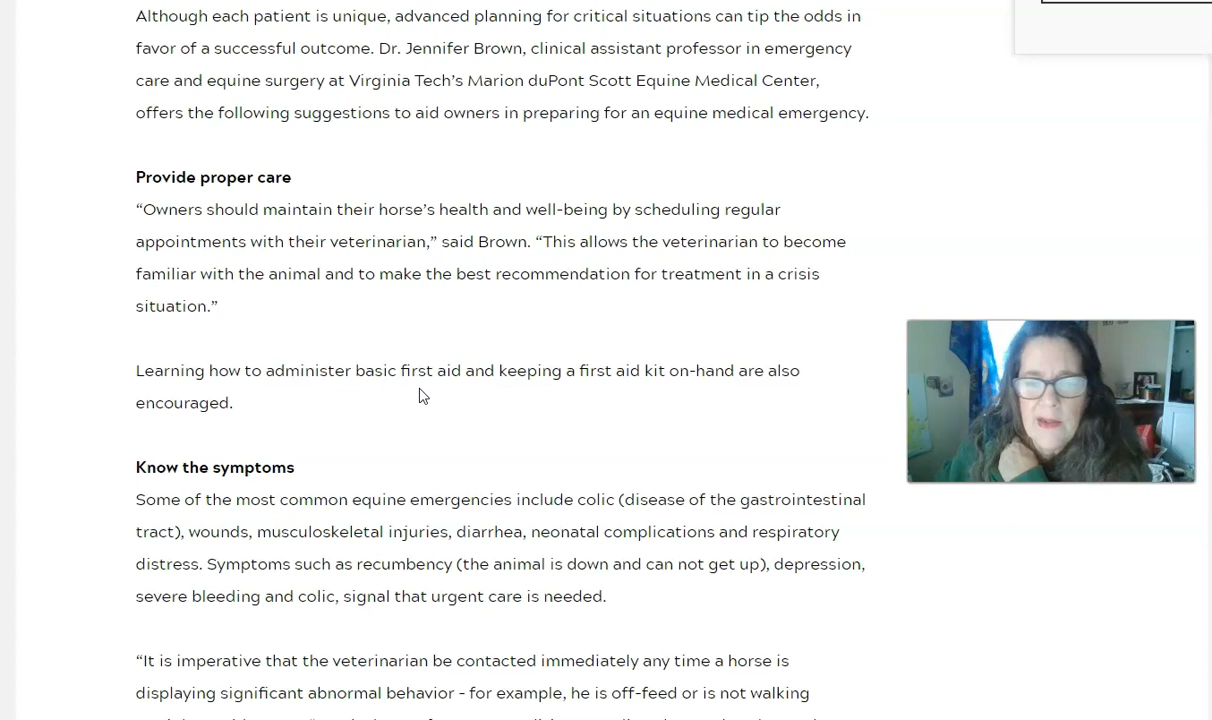 Although each patient is unique, advanced planning for critical situations can tip the odds in
favor of a successful outcome. Dr. Jennifer Brown, clinical assistant professor in emergency
care and equine surgery at Virginia Tech’s Marion duPont Scott Equine Medical Center,
offers the following suggestions to aid owners in preparing for an equine medical emergency.
Provide proper care
“Owners should maintain their horse’s health and well-being by scheduling regular
appointments with their veterinarian,” said Brown. “This allows the veterinarian to become
familiar with the animal and to make the best recommendation for treatment in a crisis
situation.”
Learning how to administer basic first aid and keeping a first aid kit on-hand are also
encouraged.
Know the symptoms
Some of the most common equine emergencies include colic (disease of the gastrointestinal
tract), wounds, musculoskeletal injuries, diarrhea, neonatal complications and respiratory
distress. Symptoms such as recumbency (the animal is down and can not get up), depression,
severe bleeding and colic, signal that urgent care is needed.
“It is imperative that the veterinarian be contacted immediately any time a horse is
displaying significant abnormal behavior - for example, he is off-feed or is not walking